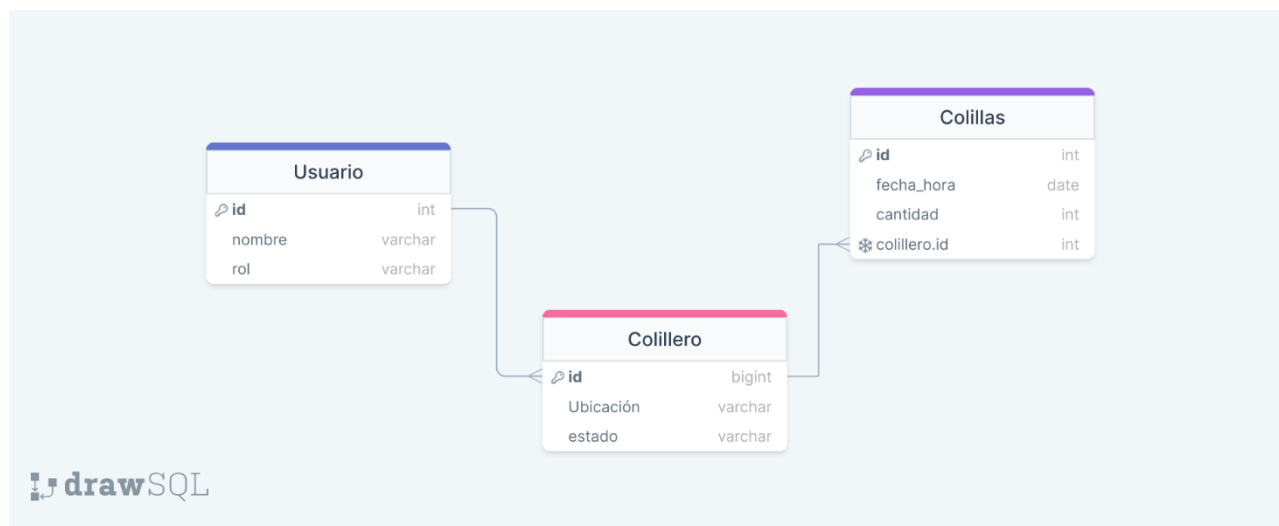 Usuario
id int
nombre varchar
rol varchar
Colillero
id bigint
Ubicación varchar
estado varchar
Colillas
id int
fecha_hora date
cantidad int
colillero.id int
drawSQL